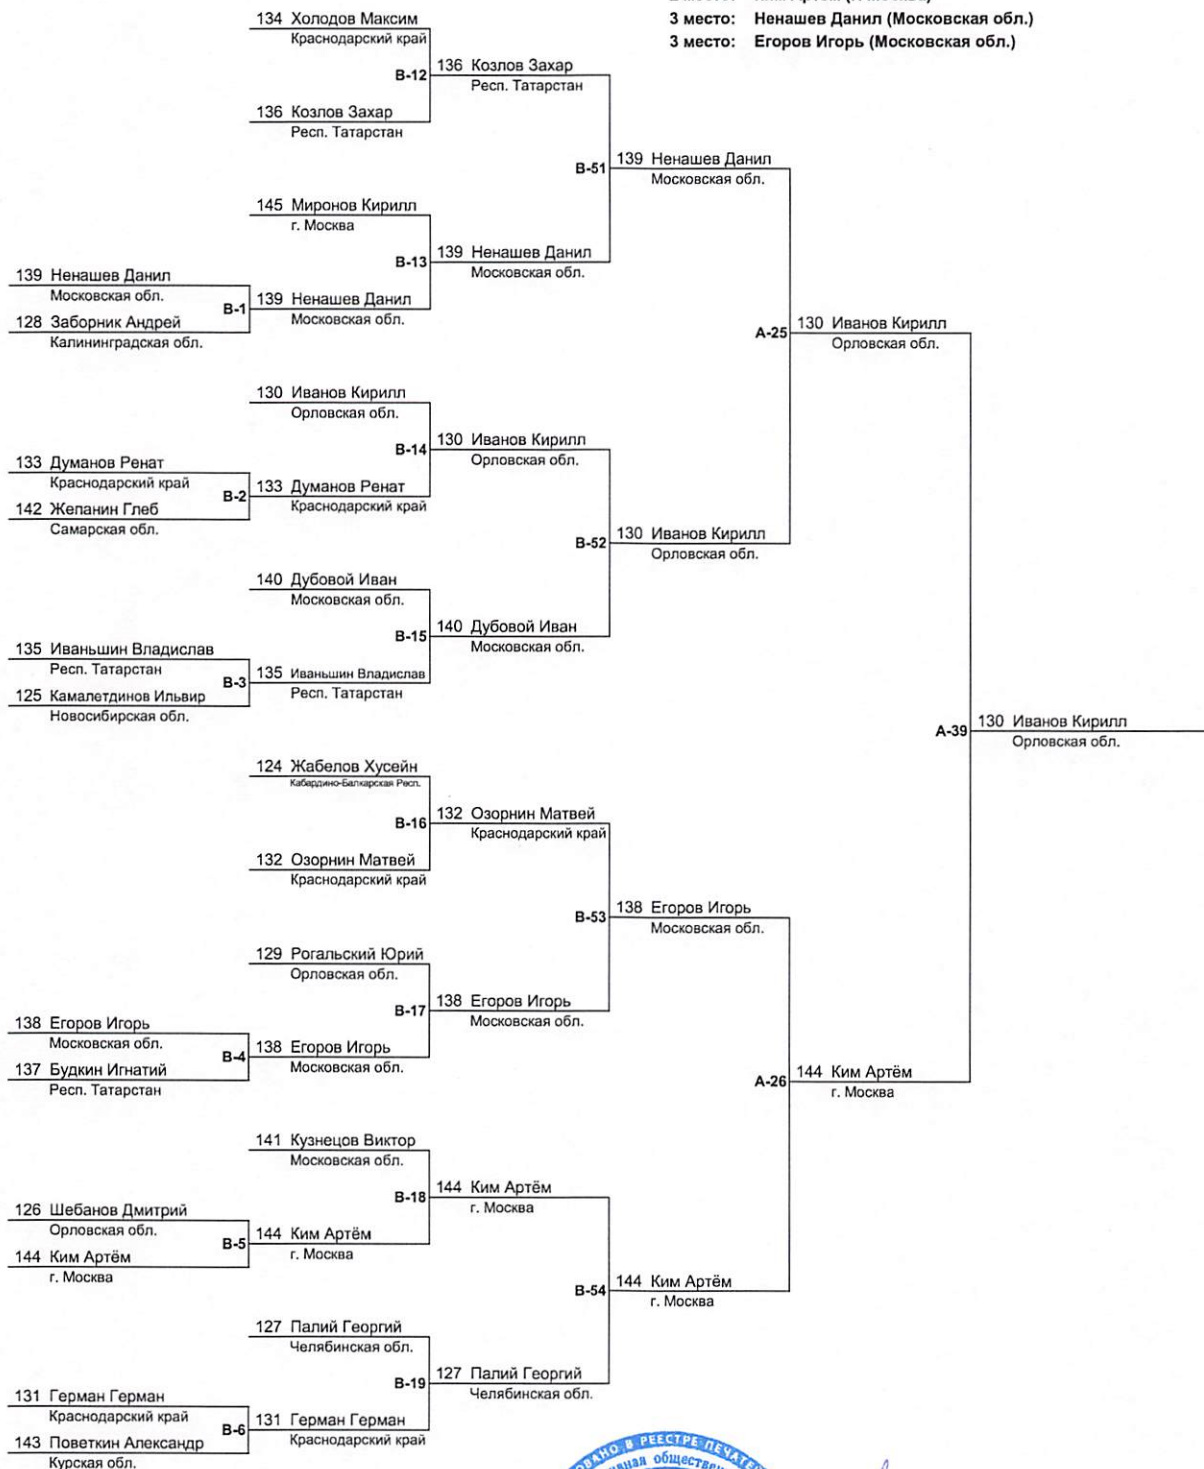 3 место: Ненашев Данил (Московская обл.)
3 место: Егоров Игорь (Московская обл.)
134 Холодов Максим
Краснодарский край
B-12
136 Козлов Захар
Респ. Татарстан
136 Козлов Захар
Респ. Татарстан
B-51
139 Ненашев Данил
Московская обл.
145 Миронов Кирилл
г. Москва
B-13
139 Ненашев Данил
Московская обл.
139 Ненашев Данил
Московская обл.
B-1
139 Ненашев Данил
Московская обл.
128 Заборник Андрей
Калининградская обл.
A-25
130 Иванов Кирилл
Орловская обл.
130 Иванов Кирилл
Орловская обл.
B-14
130 Иванов Кирилл
Орловская обл.
133 Думанов Ренат
Краснодарский край
B-2
133 Думанов Ренат
Краснодарский край
142 Жепанин Глеб
Самарская обл.
B-52
130 Иванов Кирилл
Орловская обл.
140 Дубовой Иван
Московская обл.
B-15
140 Дубовой Иван
Московская обл.
135 Иваньшин Владислав
Респ. Татарстан
B-3
135 Иваньшин Владислав
Респ. Татарстан
125 Камалетдинов Ильвир
Новосибирская обл.
A-39
130 Иванов Кирилл
Орловская обл.
124 Жабелов Хусейн
Кабардино-Балкарская Респ.
B-16
132 Озорнин Матвей
Краснодарский край
132 Озорнин Матвей
Краснодарский край
B-53
138 Егоров Игорь
Московская обл.
129 Рогальский Юрий
Орловская обл.
B-17
138 Егоров Игорь
Московская обл.
138 Егоров Игорь
Московская обл.
B-4
138 Егоров Игорь
Московская обл.
137 Будкин Игнатий
Респ. Татарстан
A-26
144 Ким Артём
г. Москва
141 Кузнецов Виктор
Московская обл.
B-18
144 Ким Артём
г. Москва
126 Шебанов Дмитрий
Орловская обл.
B-5
144 Ким Артём
г. Москва
144 Ким Артём
г. Москва
B-54
144 Ким Артём
г. Москва
127 Палий Георгий
Челябинская обл.
B-19
127 Палий Георгий
Челябинская обл.
131 Герман Герман
Краснодарский край
B-6
131 Герман Герман
Краснодарский край
143 Поветкин Александр
Курская обл.
В РЕЕСТРЕ